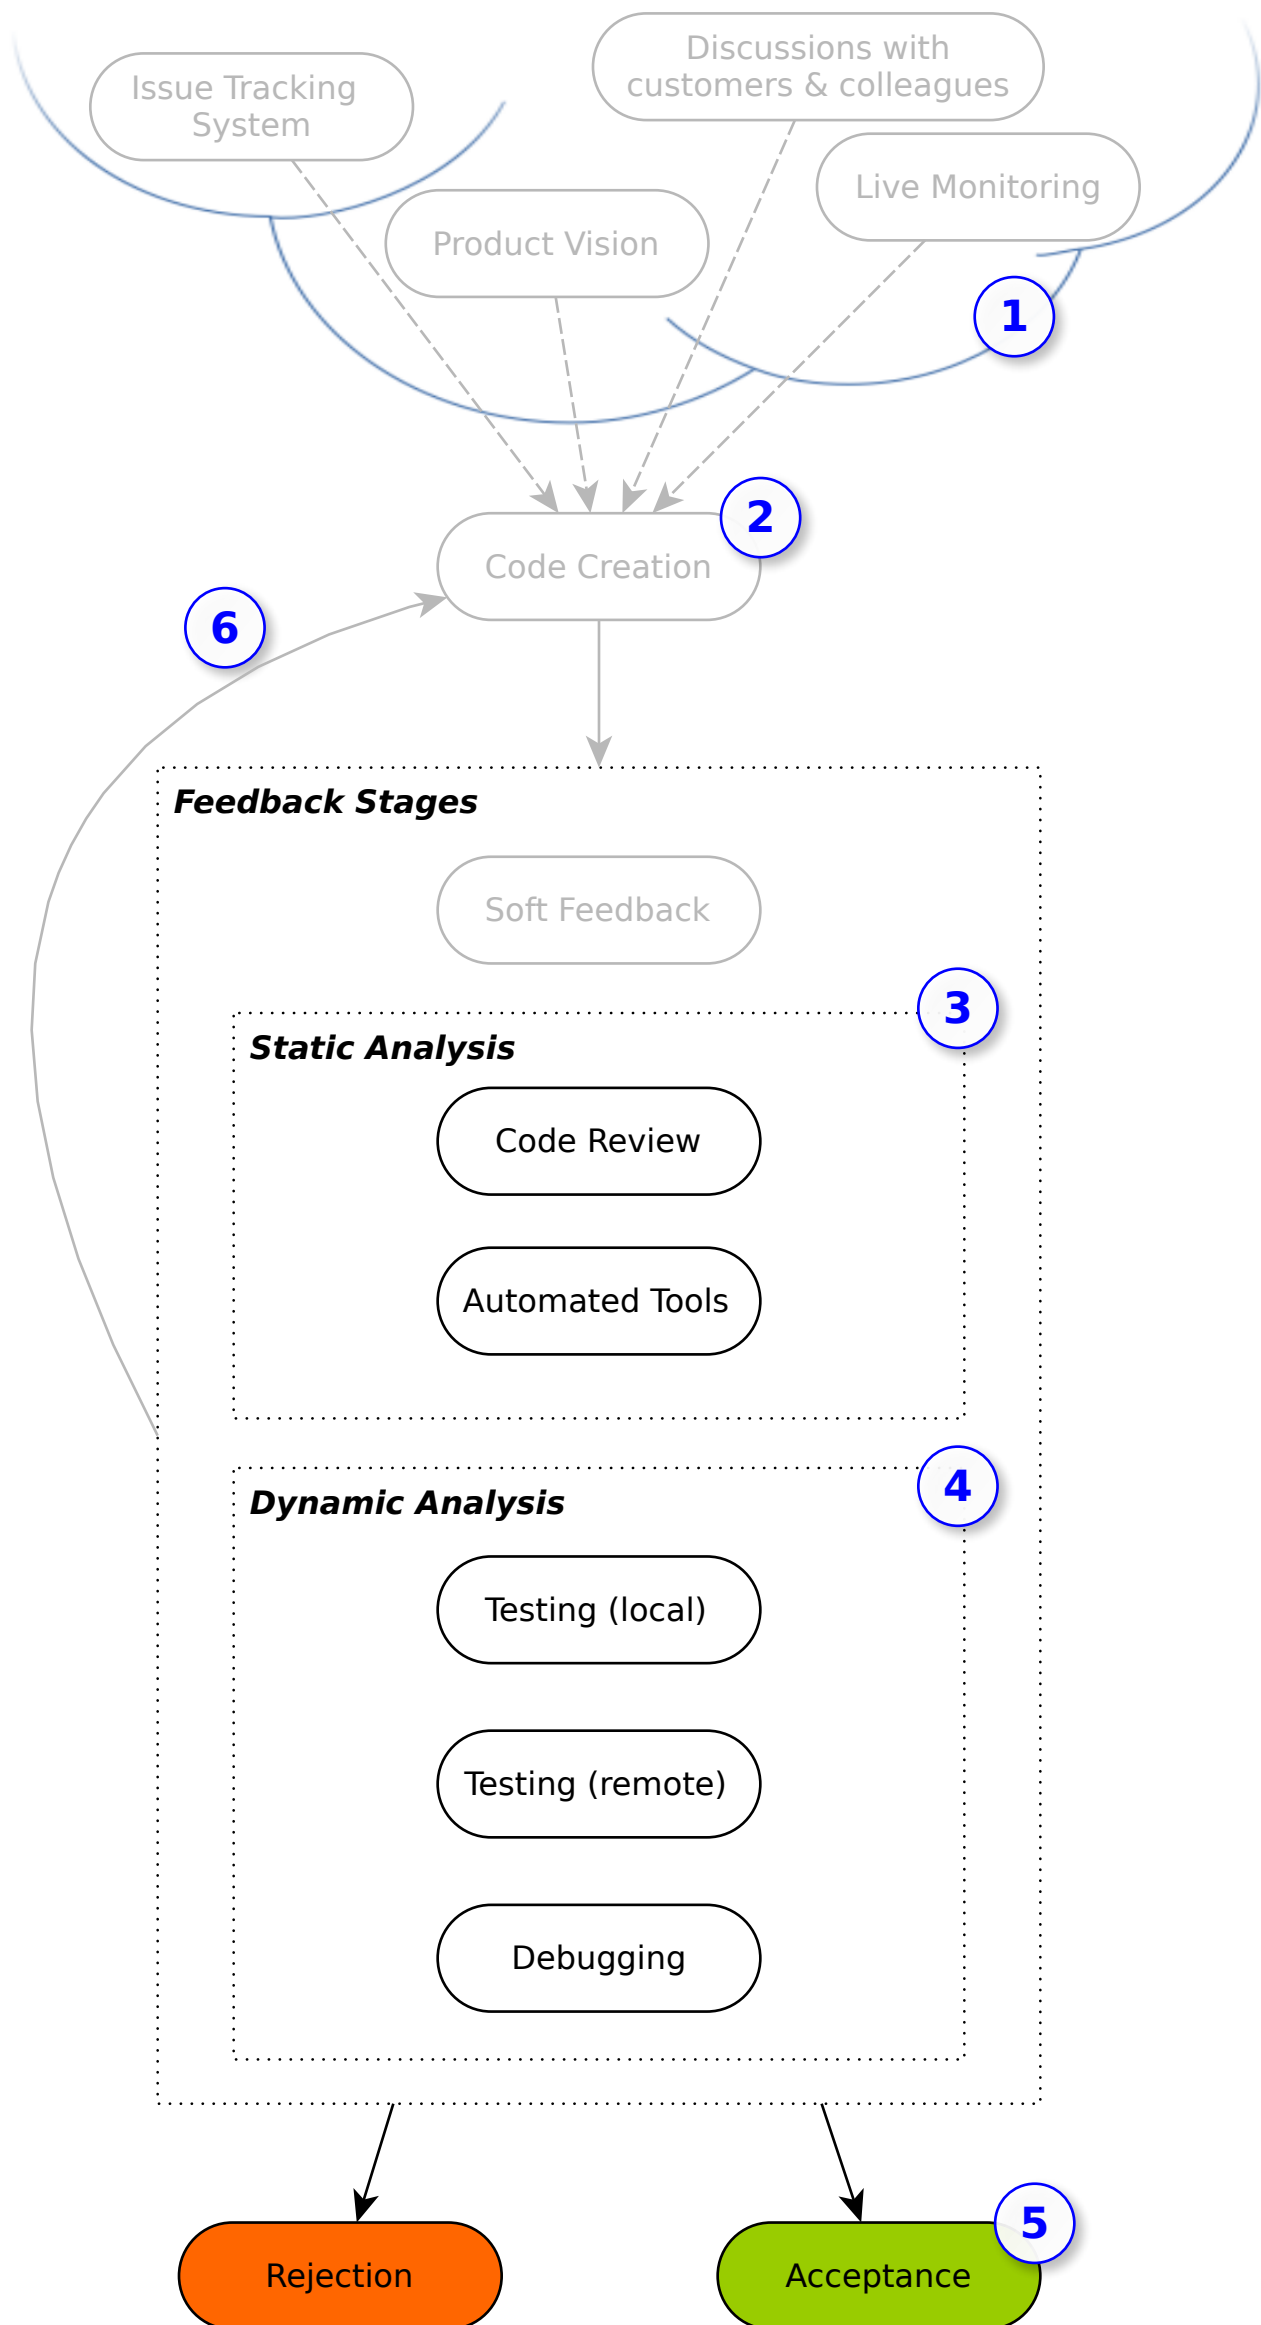 Issue Tracking
System
Discussions with
customers & colleagues
Live Monitoring
Product Vision
1
2
Code Creation
6
Feedback Stages
Soft Feedback
3
Static Analysis
Code Review
Automated Tools
4
Dynamic Analysis
Testing (local)
Testing (remote)
Debugging
5
Rejection
Acceptance